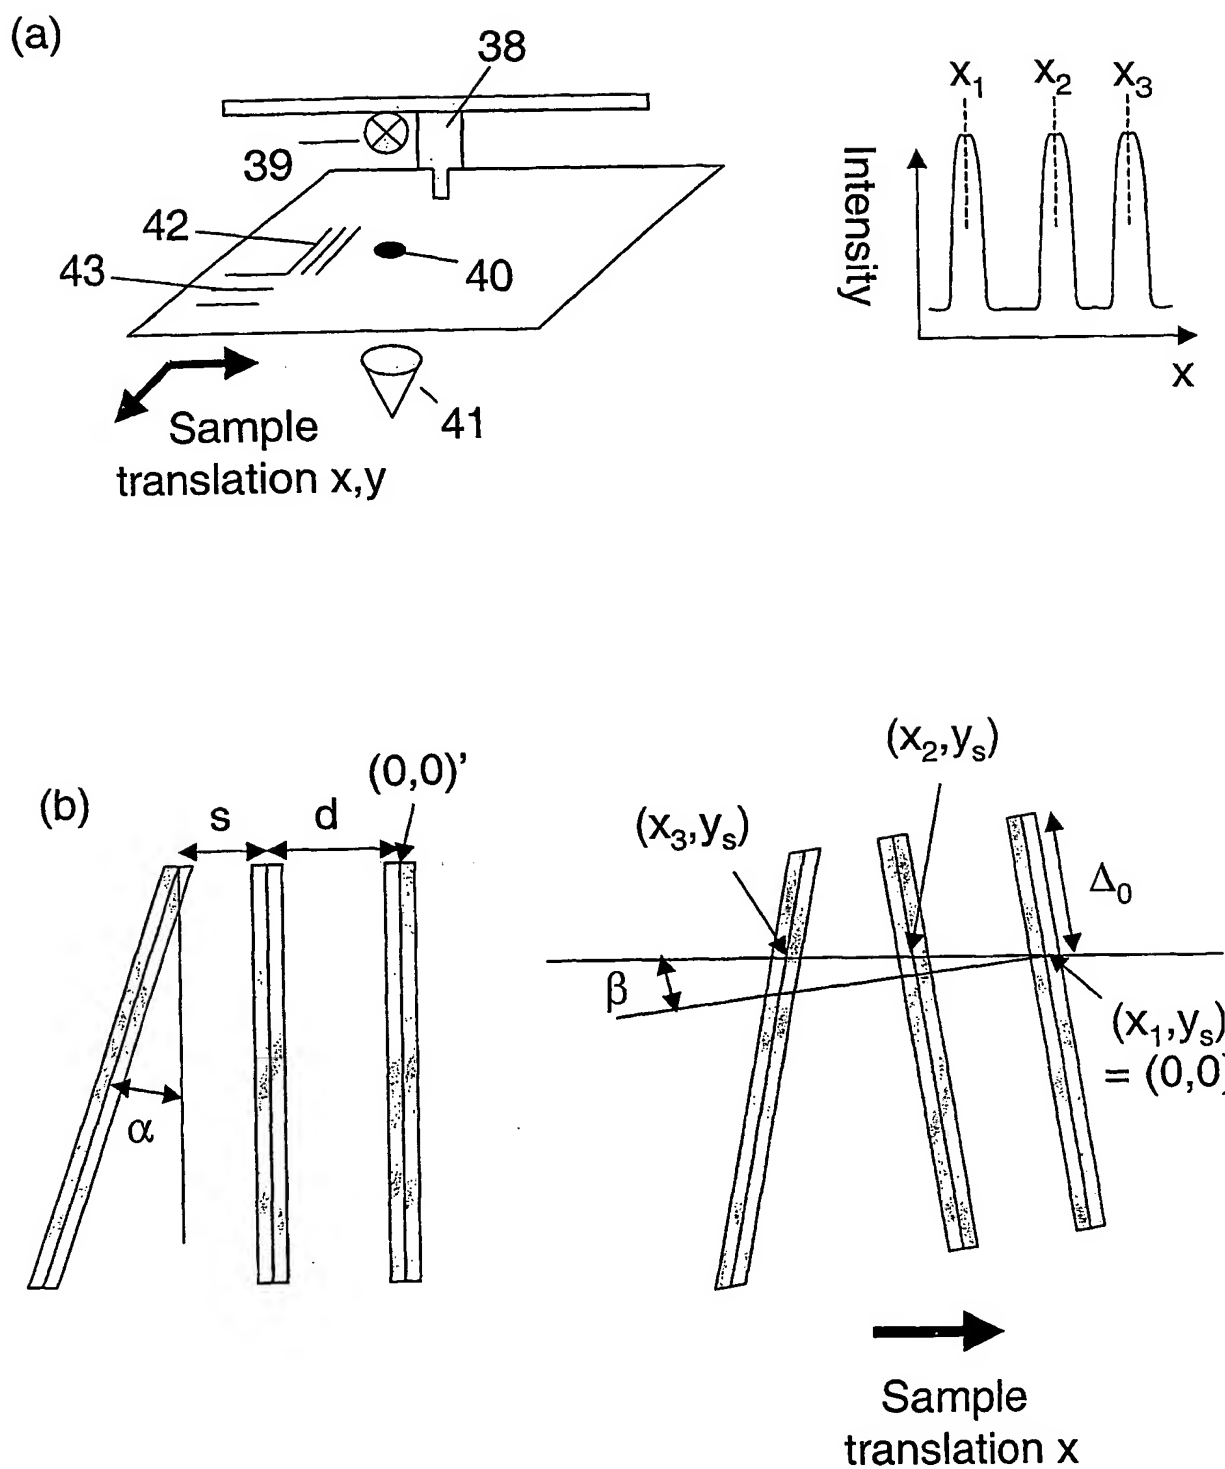 (a)
38
39
42
43
40
41
Sample
translation x,y
x₁ x₂ x₃
Intensity
x
(b)
s
d
(0,0)'
α
(x₂,yₛ)
(x₃,yₛ)
Δ₀
β
(x₁,yₛ)
= (0,0)
Sample
translation x